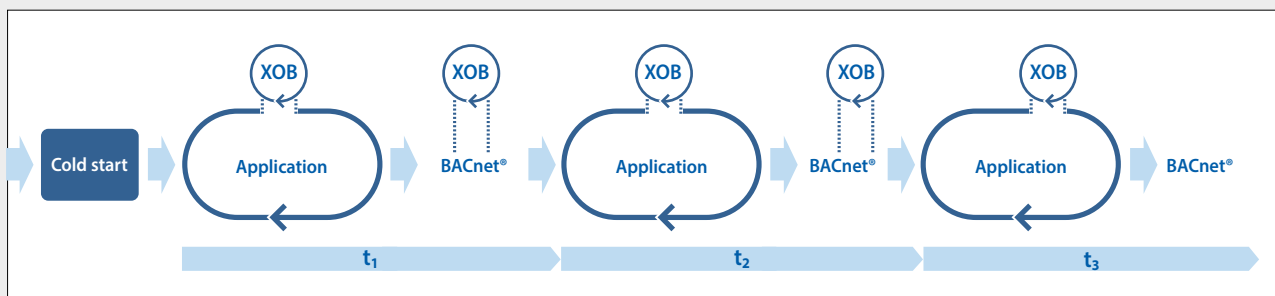 XOB
XOB
XOB
XOB
XOB
Cold start
Application
BACnet®
Application
BACnet®
Application
BACnet®
t₁
t₂
t₃